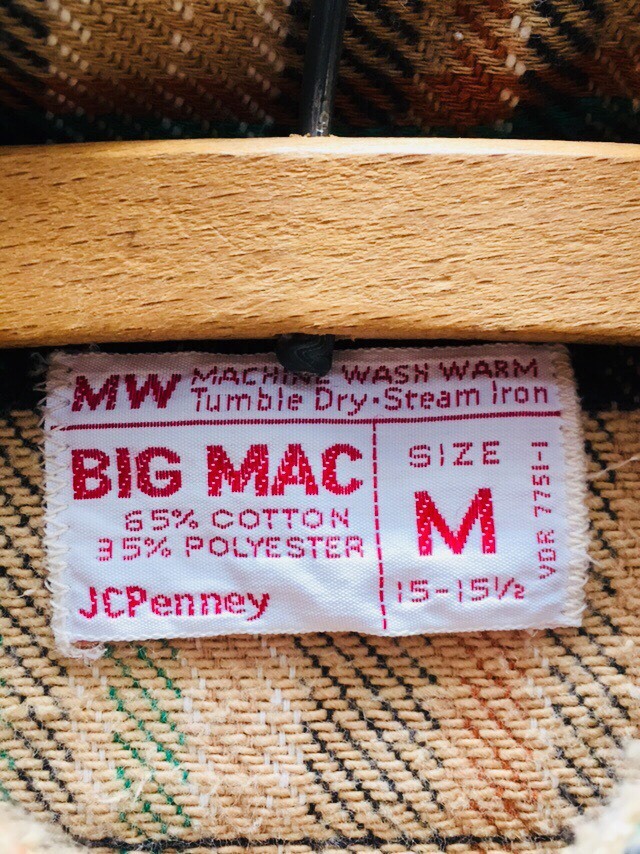 MW MACHINE WASH WARM
Tumble Dry·Steam Iron
BIG MAC
65% COTTON
35% POLYESTER
JCPenney
SIZE
M
15-15½
VDR 7751-1